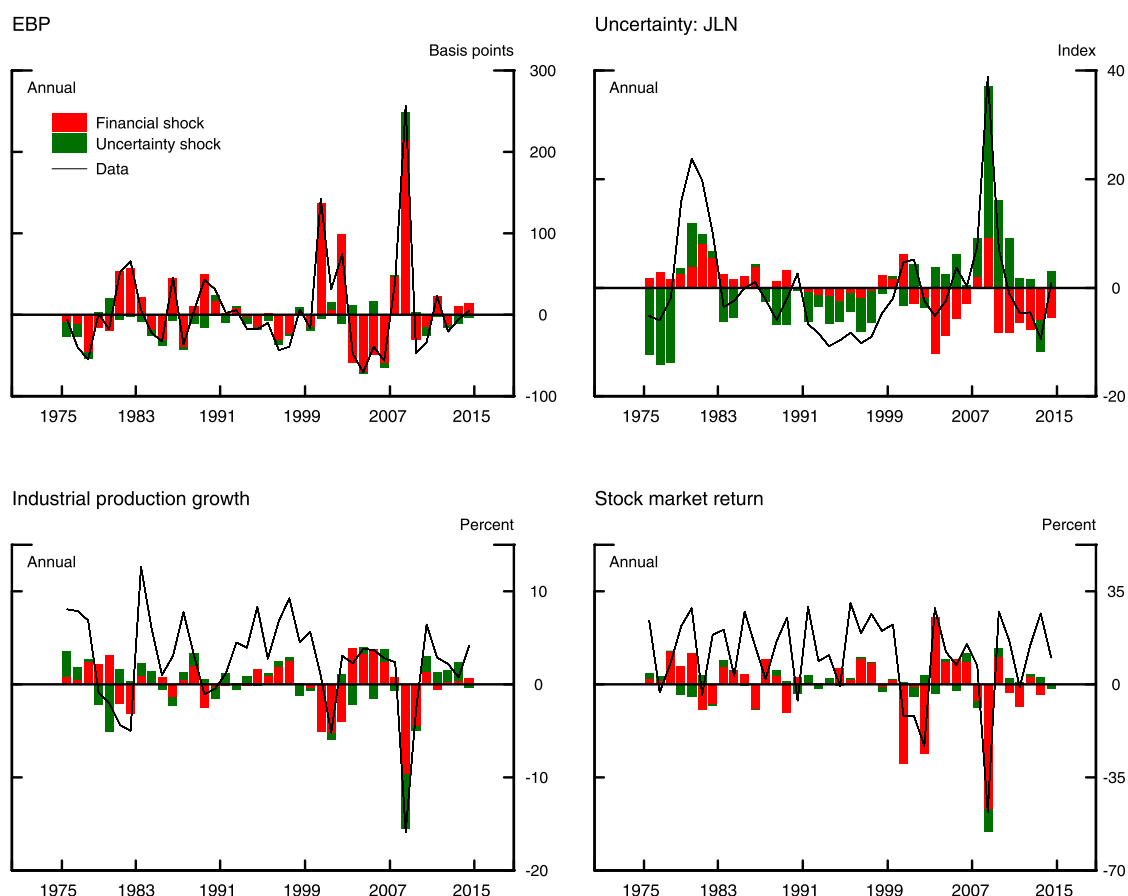 EBP
Basis points
300
Annual
Financial shock
Uncertainty shock
Data
200
100
0
-100
1975 1983 1991 1999 2007 2015
Uncertainty: JLN
Index
40
Annual
20
0
-20
1975 1983 1991 1999 2007 2015
Industrial production growth
Percent
Annual
10
0
-10
-20
1975 1983 1991 1999 2007 2015
Stock market return
Percent
Annual
35
0
-35
-70
1975 1983 1991 1999 2007 2015